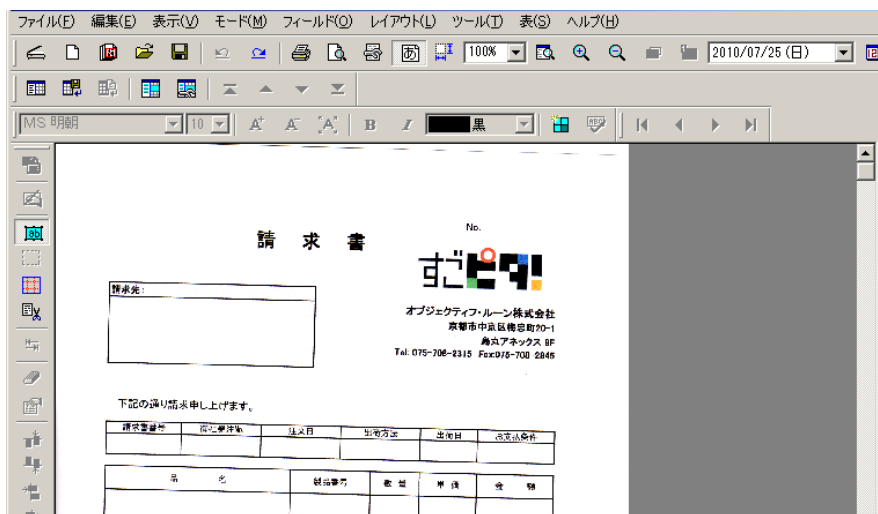 ファイル(F) 編集(E) 表示(V) モード(M) フィールド(O) レイアウト(L) ツール(T) 表(S) ヘルプ(H)
100% 2010/07/25 (日)
MS 明朝 10 黒
No.
請 求 書
すごピタ!
請求先:
オブジェクティフ・ルーン株式会社
京都市中京区梅忠町20-1
烏丸アネックス 8F
Tel: 075-708-2315
下記の通り請求申し上げます。
請求書番号 注文日 出荷方法 出荷日 お支払条件
品 名 製品番号 数 量 単 価 金 額